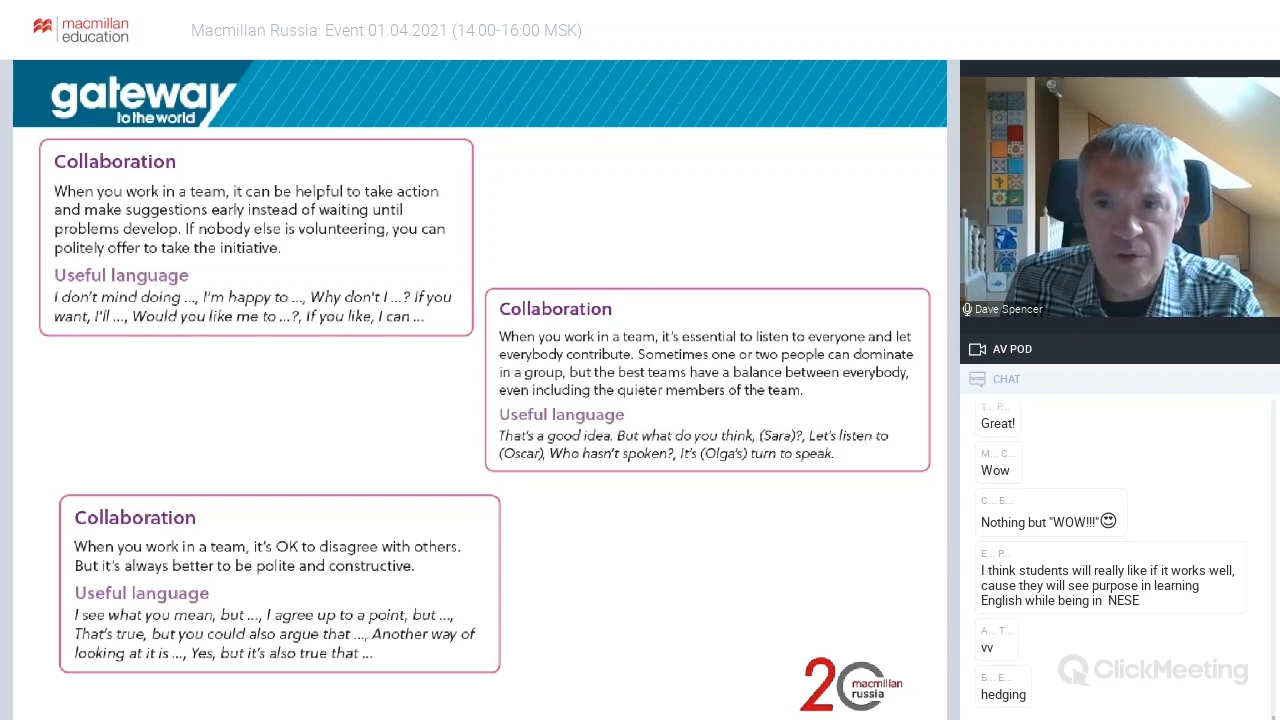 macmillan
education
Macmillan Russia: Event 01.04.2021 (14:00-16:00 MSK)
gateway
to the world
Collaboration
When you work in a team, it can be helpful to take action
and make suggestions early instead of waiting until
problems develop. If nobody else is volunteering, you can
politely offer to take the initiative.
Useful language
I don't mind doing ..., I'm happy to ..., Why don't I ...? If you
want, I'll ..., Would you like me to ...?, If you like, I can ...
Collaboration
When you work in a team, it's essential to listen to everyone and let
everybody contribute. Sometimes one or two people can dominate
in a group, but the best teams have a balance between everybody,
even including the quieter members of the team.
Useful language
That's a good idea. But what do you think, (Sara)?, Let's listen to
(Oscar), Who hasn't spoken?, It's (Olga's) turn to speak.
Collaboration
When you work in a team, it's OK to disagree with others.
But it's always better to be polite and constructive.
Useful language
I see what you mean, but ..., I agree up to a point, but ...,
That's true, but you could also argue that ..., Another way of
looking at it is ..., Yes, but it's also true that ...
20
macmillan
russia
Dave Spencer
AV POD
CHAT
T... P...
Great!
М... С...
Wow
С... Б...
Nothing but "WOW!!!"😍
Е... Р...
I think students will really like if it works well,
cause they will see purpose in learning
English while being in NESE
А... Т...
vv
Б... Е...
hedging
ClickMeeting